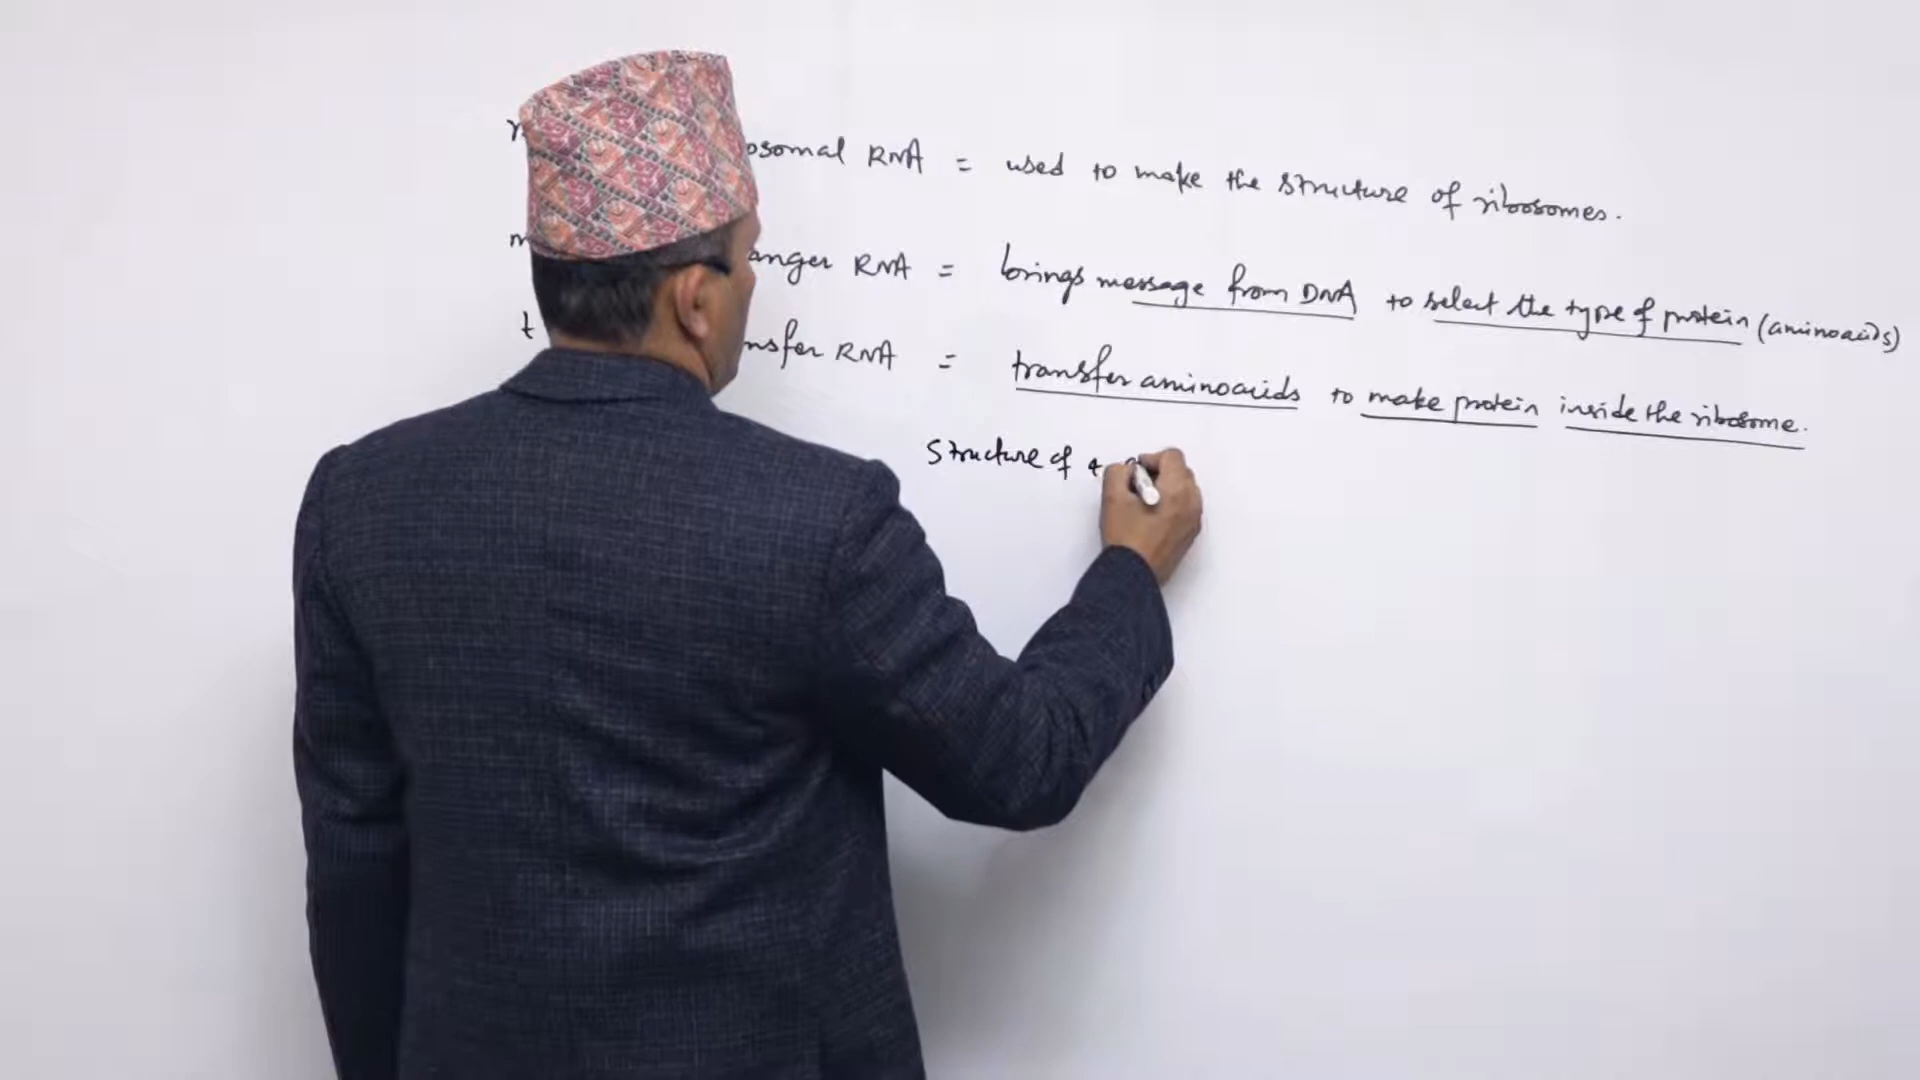 osomal RNA = used to make the structure of ribosomes.
m anger RNA = brings message from DNA to select the type of protein (aminoacids)
t nsfer RNA = transfer aminoacids to make protein inside the ribosome.
Structure of